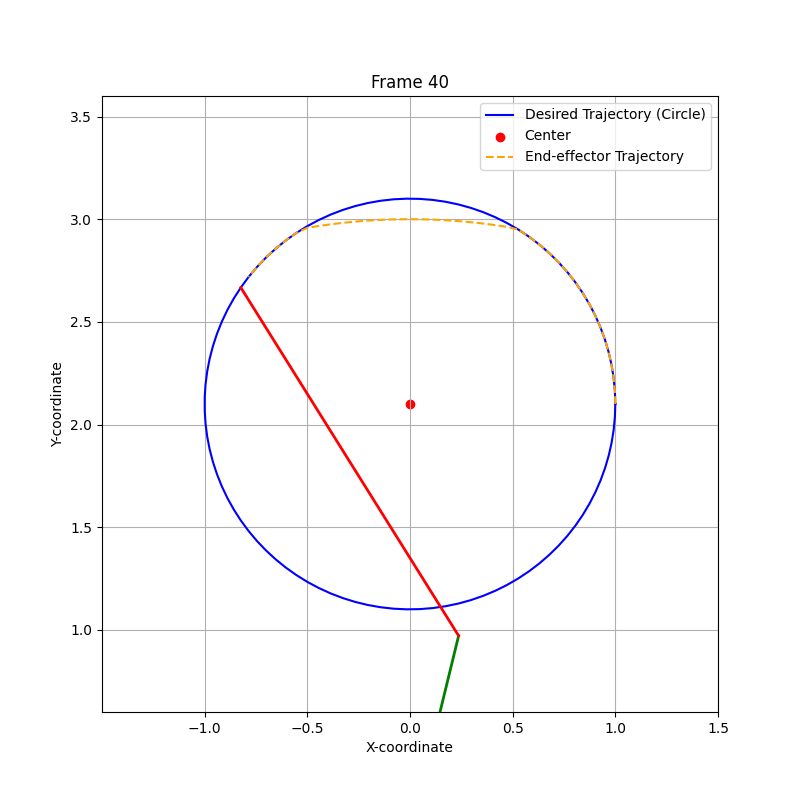 Frame 40
Desired Trajectory (Circle)
Center
End-effector Trajectory
3.5
3.0
2.5
2.0
1.5
1.0
Y-coordinate
−1.0 −0.5 0.0 0.5 1.0 1.5
X-coordinate